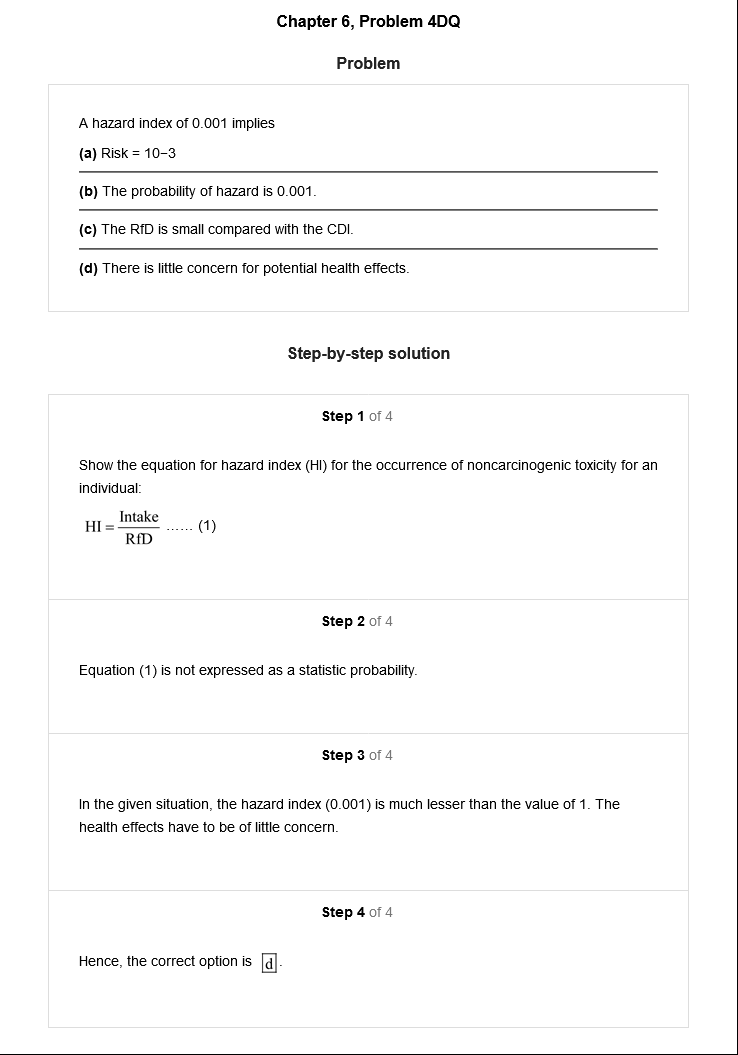 Chapter 6, Problem 4DQ
Problem
A hazard index of 0.001 implies
(a) Risk = 10−3
(b) The probability of hazard is 0.001.
(c) The RfD is small compared with the CDI.
(d) There is little concern for potential health effects.
Step-by-step solution
Step 1 of 4
Show the equation for hazard index (HI) for the occurrence of noncarcinogenic toxicity for an
individual:
HI = Intake / RfD ...... (1)
Step 2 of 4
Equation (1) is not expressed as a statistic probability.
Step 3 of 4
In the given situation, the hazard index (0.001) is much lesser than the value of 1. The
health effects have to be of little concern.
Step 4 of 4
Hence, the correct option is d.